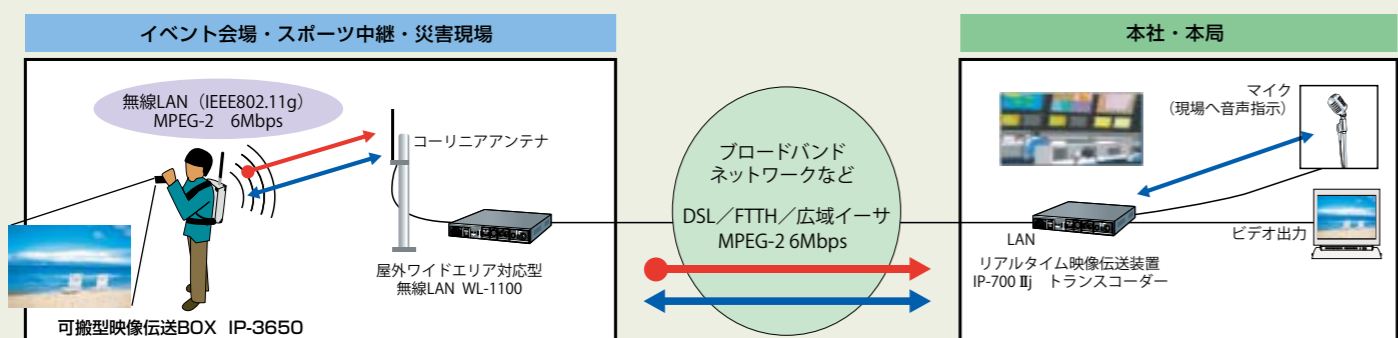 イベント会場・スポーツ中継・災害現場
無線LAN（IEEE802.11g）
MPEG-2　6Mbps
コーリニアアンテナ
屋外ワイドエリア対応型
無線LAN WL-1100
可搬型映像伝送BOX IP-3650
ブロードバンド
ネットワークなど
DSL／FTTH／広域イーサ
MPEG-2 6Mbps
本社・本局
マイク
（現場へ音声指示）
LAN
ビデオ出力
リアルタイム映像伝送装置
IP-700 Ⅱj　トランスコーダー